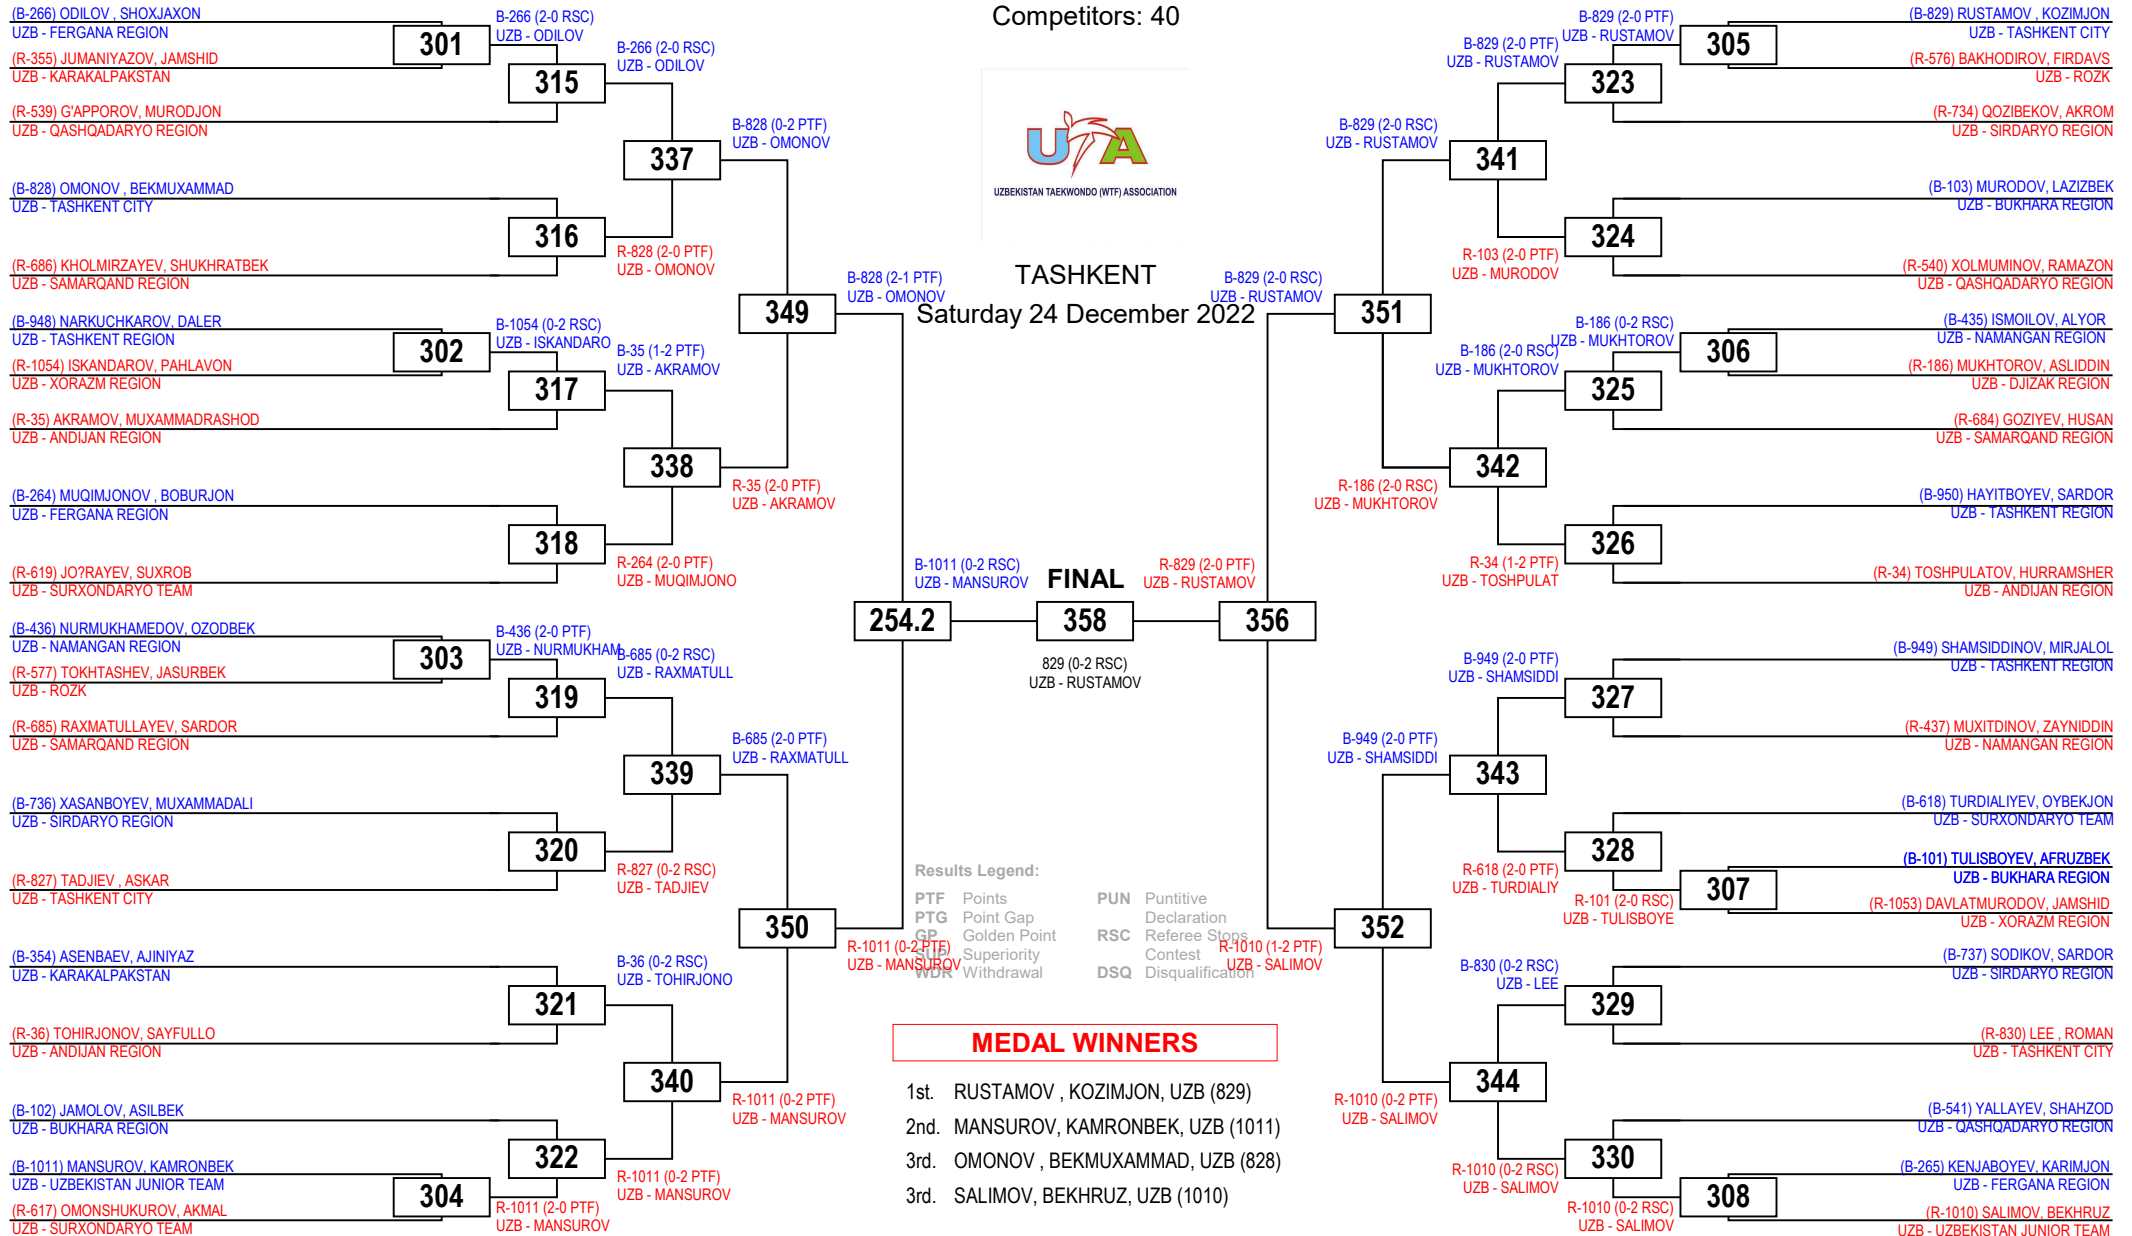 Competitors: 40
UTA
UZBEKISTAN TAEKWONDO (WTF) ASSOCIATION
TASHKENT
Saturday 24 December 2022
(B-266) ODILOV , SHOXJAXON
UZB - FERGANA REGION
301
(R-355) JUMANIYAZOV, JAMSHID
UZB - KARAKALPAKSTAN
B-266 (2-0 RSC)
UZB - ODILOV
315
(R-539) G'APPOROV, MURODJON
UZB - QASHQADARYO REGION
B-266 (2-0 RSC)
UZB - ODILOV
337
(B-828) OMONOV , BEKMUXAMMAD
UZB - TASHKENT CITY
316
(R-686) KHOLMIRZAYEV, SHUKHRATBEK
UZB - SAMARQAND REGION
R-828 (2-0 PTF)
UZB - OMONOV
B-828 (0-2 PTF)
UZB - OMONOV
349
(B-948) NARKUCHKAROV, DALER
UZB - TASHKENT REGION
302
(R-1054) ISKANDAROV, PAHLAVON
UZB - XORAZM REGION
B-1054 (0-2 RSC)
UZB - ISKANDARO
317
(R-35) AKRAMOV, MUXAMMADRASHOD
UZB - ANDIJAN REGION
B-35 (1-2 PTF)
UZB - AKRAMOV
338
(B-264) MUQIMJONOV , BOBURJON
UZB - FERGANA REGION
318
(R-619) JO?RAYEV, SUXROB
UZB - SURXONDARYO TEAM
R-264 (2-0 PTF)
UZB - MUQIMJONO
R-35 (2-0 PTF)
UZB - AKRAMOV
B-828 (2-1 PTF)
UZB - OMONOV
254.2
(B-436) NURMUKHAMEDOV, OZODBEK
UZB - NAMANGAN REGION
303
(R-577) TOKHTASHEV, JASURBEK
UZB - ROZK
B-436 (2-0 PTF)
UZB - NURMUKHAM
319
(R-685) RAXMATULLAYEV, SARDOR
UZB - SAMARQAND REGION
B-685 (0-2 RSC)
UZB - RAXMATULL
339
(B-736) XASANBOYEV, MUXAMMADALI
UZB - SIRDARYO REGION
320
(R-827) TADJIEV , ASKAR
UZB - TASHKENT CITY
R-827 (0-2 RSC)
UZB - TADJIEV
B-685 (2-0 PTF)
UZB - RAXMATULL
350
(B-354) ASENBAEV, AJINIYAZ
UZB - KARAKALPAKSTAN
321
(R-36) TOHIRJONOV, SAYFULLO
UZB - ANDIJAN REGION
B-36 (0-2 RSC)
UZB - TOHIRJONO
340
(B-102) JAMOLOV, ASILBEK
UZB - BUKHARA REGION
322
(B-1011) MANSUROV, KAMRONBEK
UZB - UZBEKISTAN JUNIOR TEAM
304
(R-617) OMONSHUKUROV, AKMAL
UZB - SURXONDARYO TEAM
R-1011 (2-0 PTF)
UZB - MANSUROV
R-1011 (0-2 PTF)
UZB - MANSUROV
R-1011 (0-2 PTF)
UZB - MANSUROV
R-1011 (0-2 PTF)
UZB - MANSUROV
B-1011 (0-2 RSC)
UZB - MANSUROV
FINAL
358
829 (0-2 RSC)
UZB - RUSTAMOV
R-829 (2-0 PTF)
UZB - RUSTAMOV
356
B-829 (2-0 RSC)
UZB - RUSTAMOV
351
B-829 (2-0 RSC)
UZB - RUSTAMOV
341
B-829 (2-0 PTF)
UZB - RUSTAMOV
323
B-829 (2-0 PTF)
UZB - RUSTAMOV
305
(B-829) RUSTAMOV , KOZIMJON
UZB - TASHKENT CITY
(R-576) BAKHODIROV, FIRDAVS
UZB - ROZK
(R-734) QOZIBEKOV, AKROM
UZB - SIRDARYO REGION
(B-103) MURODOV, LAZIZBEK
UZB - BUKHARA REGION
324
R-103 (2-0 PTF)
UZB - MURODOV
(R-540) XOLMUMINOV, RAMAZON
UZB - QASHQADARYO REGION
(B-435) ISMOILOV, ALYOR
UZB - NAMANGAN REGION
306
B-186 (0-2 RSC)
UZB - MUKHTOROV
(R-186) MUKHTOROV, ASLIDDIN
UZB - DJIZAK REGION
325
B-186 (2-0 RSC)
UZB - MUKHTOROV
(R-684) GOZIYEV, HUSAN
UZB - SAMARQAND REGION
342
R-186 (2-0 RSC)
UZB - MUKHTOROV
(B-950) HAYITBOYEV, SARDOR
UZB - TASHKENT REGION
326
R-34 (1-2 PTF)
UZB - TOSHPULAT
(R-34) TOSHPULATOV, HURRAMSHER
UZB - ANDIJAN REGION
(B-949) SHAMSIDDINOV, MIRJALOL
UZB - TASHKENT REGION
327
B-949 (2-0 PTF)
UZB - SHAMSIDDI
(R-437) MUXITDINOV, ZAYNIDDIN
UZB - NAMANGAN REGION
343
B-949 (2-0 PTF)
UZB - SHAMSIDDI
(B-618) TURDIALIYEV, OYBEKJON
UZB - SURXONDARYO TEAM
328
R-618 (2-0 PTF)
UZB - TURDIALIY
(B-101) TULISBOYEV, AFRUZBEK
UZB - BUKHARA REGION
307
R-101 (2-0 RSC)
UZB - TULISBOYE
(R-1053) DAVLATMURODOV, JAMSHID
UZB - XORAZM REGION
352
R-1010 (1-2 PTF)
UZB - SALIMOV
(B-737) SODIKOV, SARDOR
UZB - SIRDARYO REGION
329
B-830 (0-2 RSC)
UZB - LEE
(R-830) LEE , ROMAN
UZB - TASHKENT CITY
344
R-1010 (0-2 PTF)
UZB - SALIMOV
(B-541) YALLAYEV, SHAHZOD
UZB - QASHQADARYO REGION
330
R-1010 (0-2 RSC)
UZB - SALIMOV
(B-265) KENJABOYEV, KARIMJON
UZB - FERGANA REGION
308
R-1010 (0-2 RSC)
UZB - SALIMOV
(R-1010) SALIMOV, BEKHRUZ
UZB - UZBEKISTAN JUNIOR TEAM
Results Legend:
PTF Points PUN Puntitive
PTG Point Gap Declaration
GP Golden Point RSC Referee Stops
SUP Superiority Contest
WDR Withdrawal DSQ Disqualification
MEDAL WINNERS
1st. RUSTAMOV , KOZIMJON, UZB (829)
2nd. MANSUROV, KAMRONBEK, UZB (1011)
3rd. OMONOV , BEKMUXAMMAD, UZB (828)
3rd. SALIMOV, BEKHRUZ, UZB (1010)